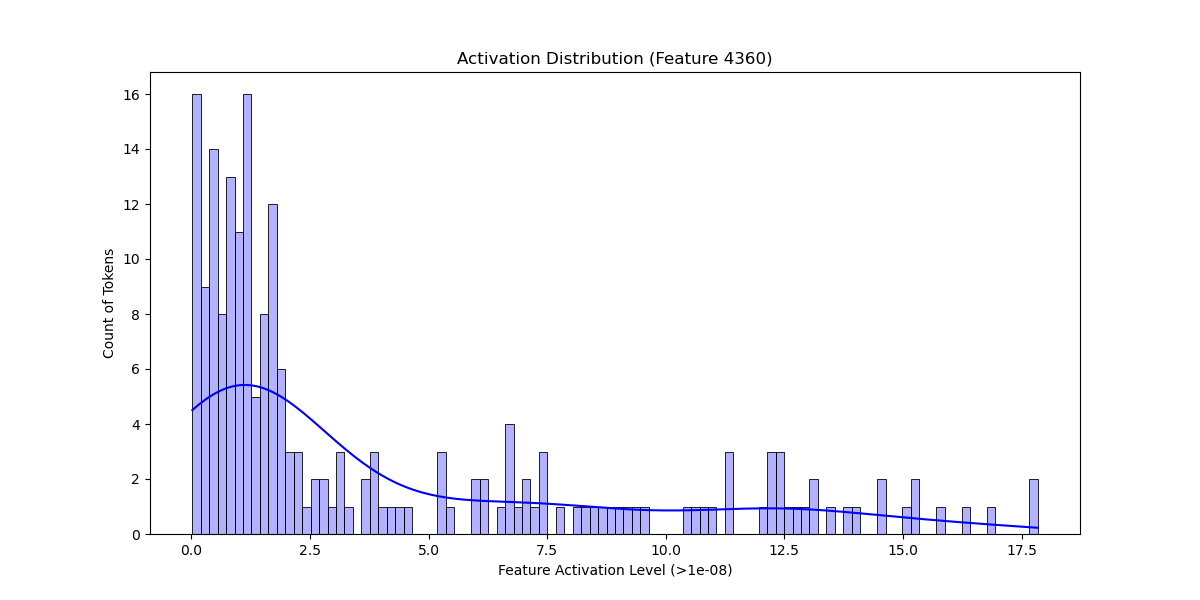 Activation Distribution (Feature 4360)
16
14
12
10
8
6
4
2
0
Count of Tokens
0.0 2.5 5.0 7.5 10.0 12.5 15.0 17.5
Feature Activation Level (>1e-08)